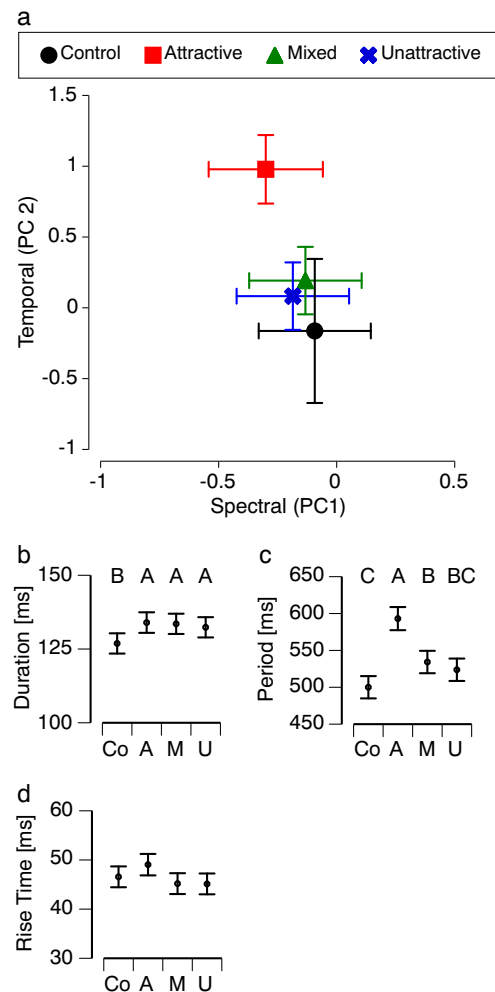 a
Control Attractive Mixed Unattractive
1.5
1
0.5
0
-0.5
-1
Temporal (PC 2)
-1 -0.5 0 0.5
Spectral (PC1)
b
B A A A
150
125
100
Duration [ms]
Co A M U
c
C A B BC
650
600
550
500
450
Period [ms]
Co A M U
d
60
50
40
30
Rise Time [ms]
Co A M U